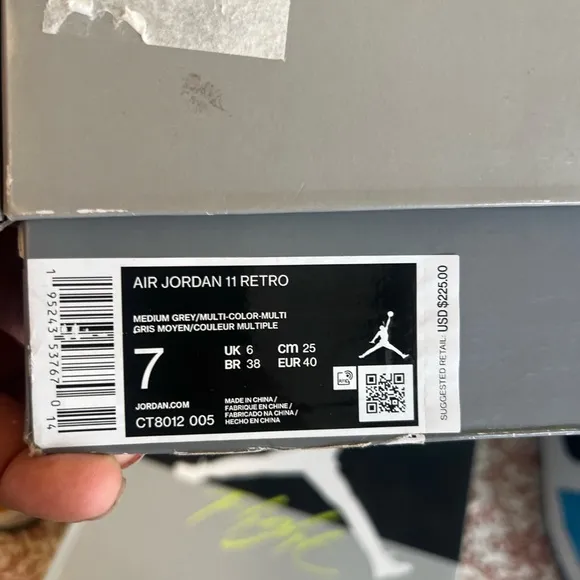 AIR JORDAN 11 RETRO
MEDIUM GREY/MULTI-COLOR-MULTI
GRIS MOYEN/COULEUR MULTIPLE
7
UK 6 cm 25
BR 38 EUR 40
JORDAN.COM
CT8012 005
MADE IN CHINA /
FABRIQUE EN CHINE /
FABRICADO NA CHINA /
HECHO EN CHINA
SUGGESTED RETAIL: USD $225.00
1 95243 53767 0 14
Flight